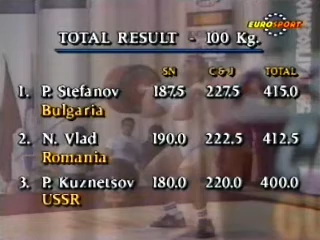 EUROSPORT
TOTAL RESULT - 100 Kg.
SN C & J TOTAL
1. P. Stefanov 187.5 227.5 415.0
Bulgaria
2. N. Vlad 190.0 222.5 412.5
Romania
3. P. Kuznetsov 180.0 220.0 400.0
USSR